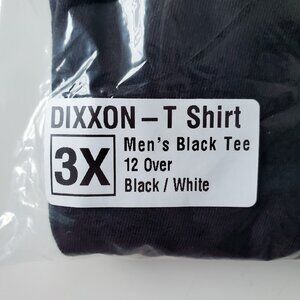 DIXXON – T Shirt
3X
Men's Black Tee
12 Over
Black / White